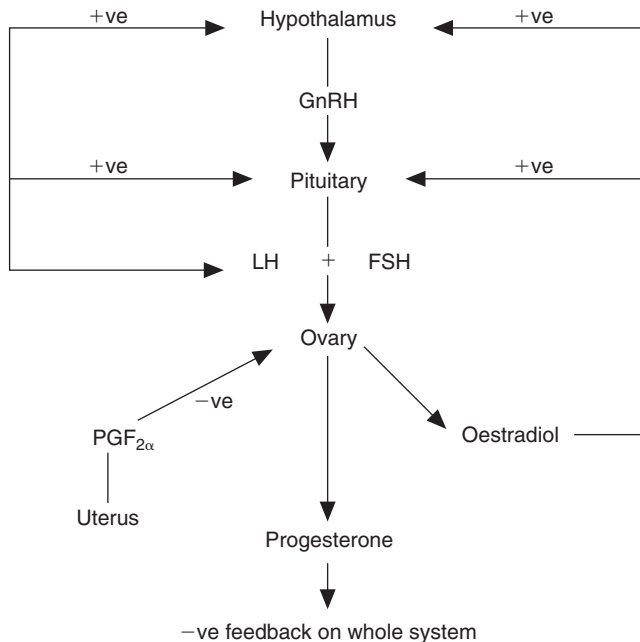 +ve Hypothalamus +ve
GnRH
+ve Pituitary +ve
LH + FSH
Ovary
−ve
PGF2α Oestradiol
Uterus
Progesterone
−ve feedback on whole system